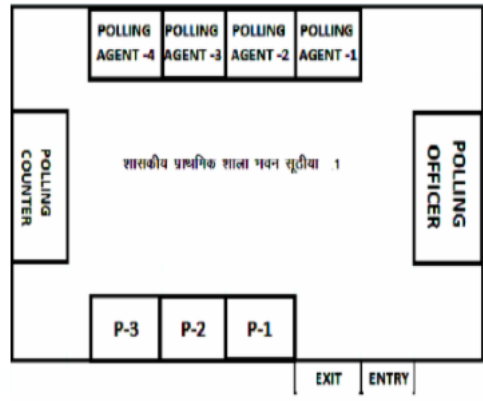 POLLING AGENT -4
POLLING AGENT -3
POLLING AGENT -2
POLLING AGENT -1
POLLING COUNTER
शासकीय प्राथमिक शाला भवन सूठीया .1
POLLING OFFICER
P-3
P-2
P-1
EXIT
ENTRY